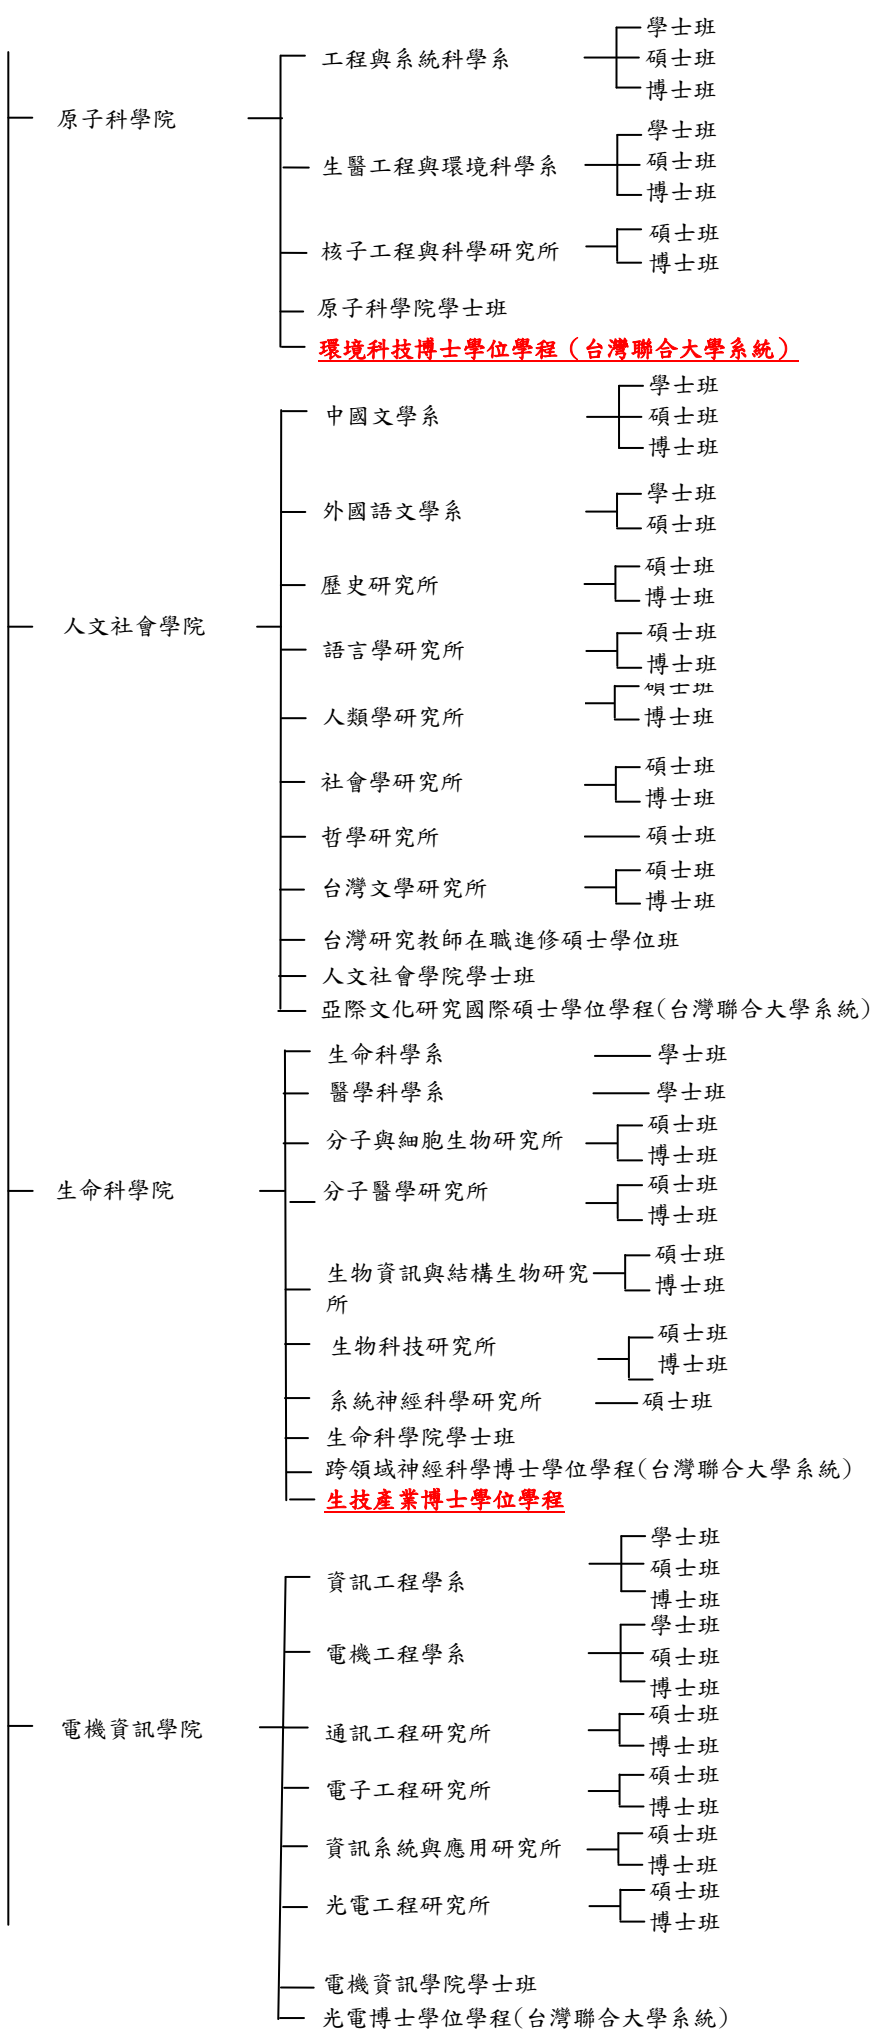 原子科學院
工程與系統科學系
學士班
碩士班
博士班
生醫工程與環境科學系
學士班
碩士班
博士班
核子工程與科學研究所
碩士班
博士班
原子科學院學士班
環境科技博士學位學程（台灣聯合大學系統）
人文社會學院
中國文學系
學士班
碩士班
博士班
外國語文學系
學士班
碩士班
歷史研究所
碩士班
博士班
語言學研究所
碩士班
博士班
人類學研究所
碩士班
博士班
社會學研究所
碩士班
博士班
哲學研究所
碩士班
台灣文學研究所
碩士班
博士班
台灣研究教師在職進修碩士學位班
人文社會學院學士班
亞際文化研究國際碩士學位學程(台灣聯合大學系統)
生命科學院
生命科學系
學士班
醫學科學系
學士班
分子與細胞生物研究所
碩士班
博士班
分子醫學研究所
碩士班
博士班
生物資訊與結構生物研究
所
碩士班
博士班
生物科技研究所
碩士班
博士班
系統神經科學研究所
碩士班
生命科學院學士班
跨領域神經科學博士學位學程(台灣聯合大學系統)
生技產業博士學位學程
電機資訊學院
資訊工程學系
學士班
碩士班
博士班
電機工程學系
學士班
碩士班
博士班
通訊工程研究所
碩士班
博士班
電子工程研究所
碩士班
博士班
資訊系統與應用研究所
碩士班
博士班
光電工程研究所
碩士班
博士班
電機資訊學院學士班
光電博士學位學程(台灣聯合大學系統)